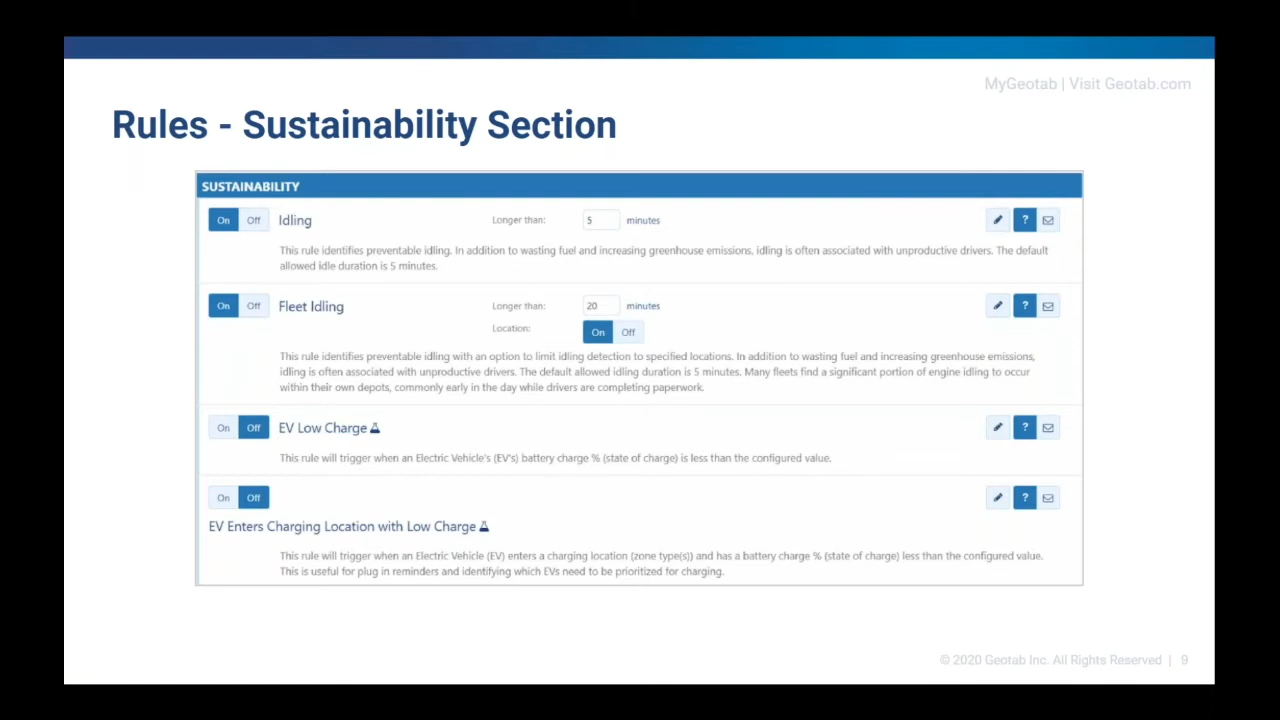 MyGeotab | Visit Geotab.com
Rules - Sustainability Section
SUSTAINABILITY
On Off Idling Longer than: 5 minutes ?
This rule identifies preventable idling. In addition to wasting fuel and increasing greenhouse emissions, idling is often associated with unproductive drivers. The default
allowed idle duration is 5 minutes.
On Off Fleet Idling Longer than: 20 minutes ?
Location: On Off
This rule identifies preventable idling with an option to limit idling detection to specified locations. In addition to wasting fuel and increasing greenhouse emissions,
idling is often associated with unproductive drivers. The default allowed idling duration is 5 minutes. Many fleets find a significant portion of engine idling to occur
within their own depots, commonly early in the day while drivers are completing paperwork.
On Off EV Low Charge ?
This rule will trigger when an Electric Vehicle's (EV's) battery charge % (state of charge) is less than the configured value.
On Off ?
EV Enters Charging Location with Low Charge
This rule will trigger when an Electric Vehicle (EV) enters a charging location (zone type(s)) and has a battery charge % (state of charge) less than the configured value.
This is useful for plug in reminders and identifying which EVs need to be prioritized for charging.
© 2020 Geotab Inc. All Rights Reserved | 9